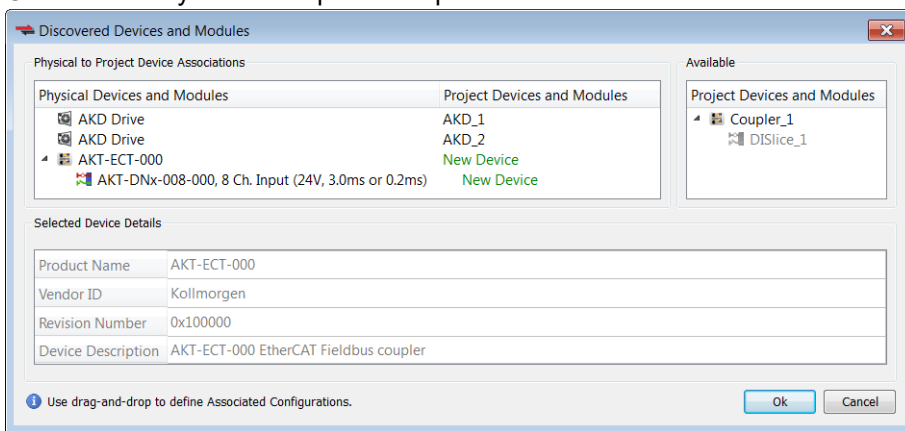 Discovered Devices and Modules
Physical to Project Device Associations
Available
Physical Devices and Modules Project Devices and Modules
Project Devices and Modules
AKD Drive AKD_1
Coupler_1
AKD Drive AKD_2
DISlice_1
AKT-ECT-000 New Device
AKT-DNx-008-000, 8 Ch. Input (24V, 3.0ms or 0.2ms) New Device
Selected Device Details
Product Name AKT-ECT-000
Vendor ID Kollmorgen
Revision Number 0x100000
Device Description AKT-ECT-000 EtherCAT Fieldbus coupler
Use drag-and-drop to define Associated Configurations.
Ok Cancel